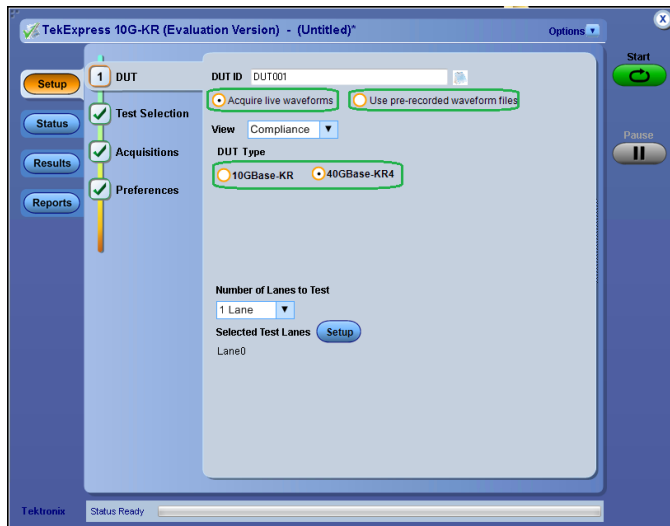 TekExpress 10G-KR (Evaluation Version) - (Untitled)*
Options
X
Start
Setup
Status
Results
Reports
1 DUT
Test Selection
Acquisitions
Preferences
DUT ID DUT001
Acquire live waveforms Use pre-recorded waveform files
View Compliance
DUT Type
10GBase-KR 40GBase-KR4
Number of Lanes to Test
1 Lane
Selected Test Lanes Setup
Lane0
Pause
Tektronix Status Ready